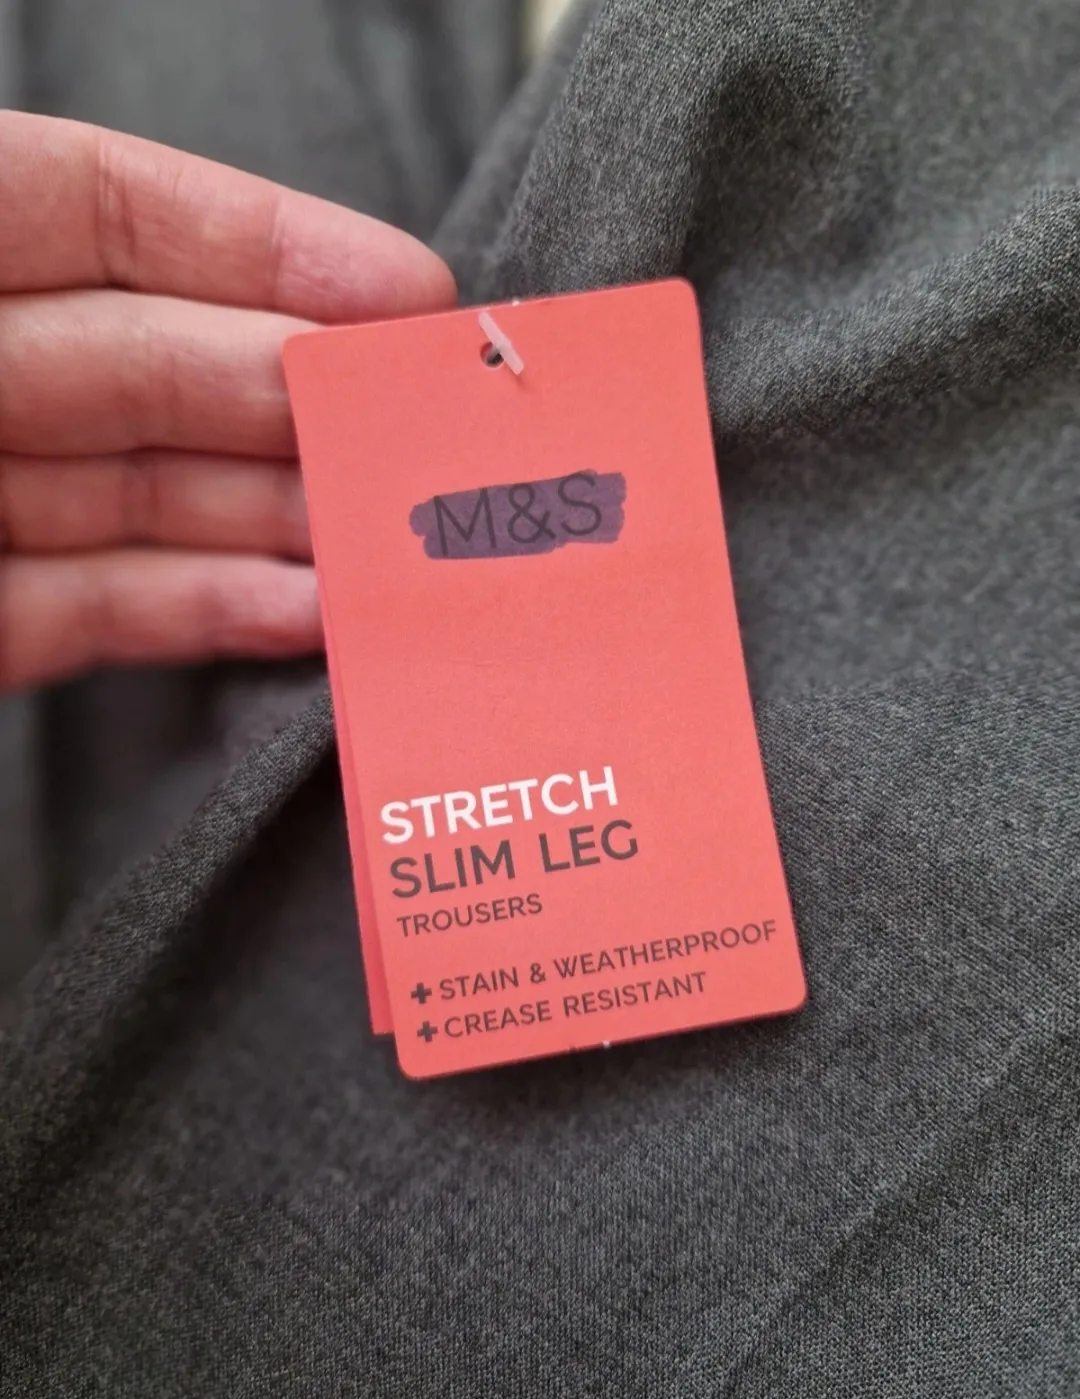 M&S
STRETCH
SLIM LEG
TROUSERS
+ STAIN & WEATHERPROOF
+ CREASE RESISTANT